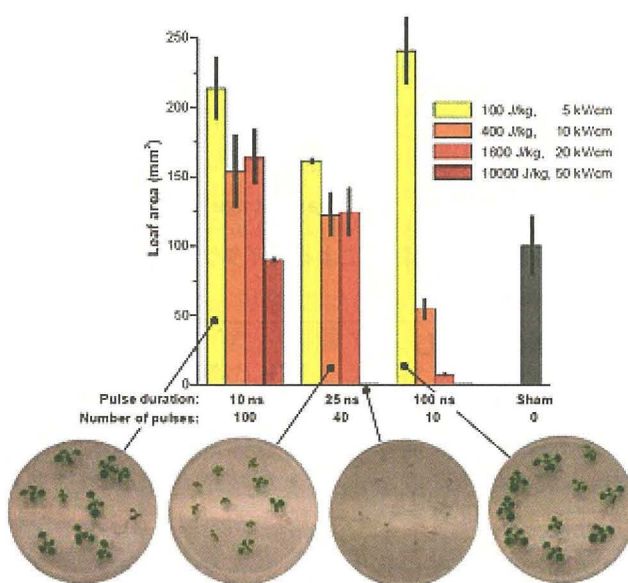 250
200
150
100
50
0
Leaf area (mm²)
100 J/kg, 5 kV/cm
400 J/kg, 10 kV/cm
1600 J/kg, 20 kV/cm
10000 J/kg, 50 kV/cm
Pulse duration: 10 ns 25 ns 100 ns Sham
Number of pulses: 100 40 10 0